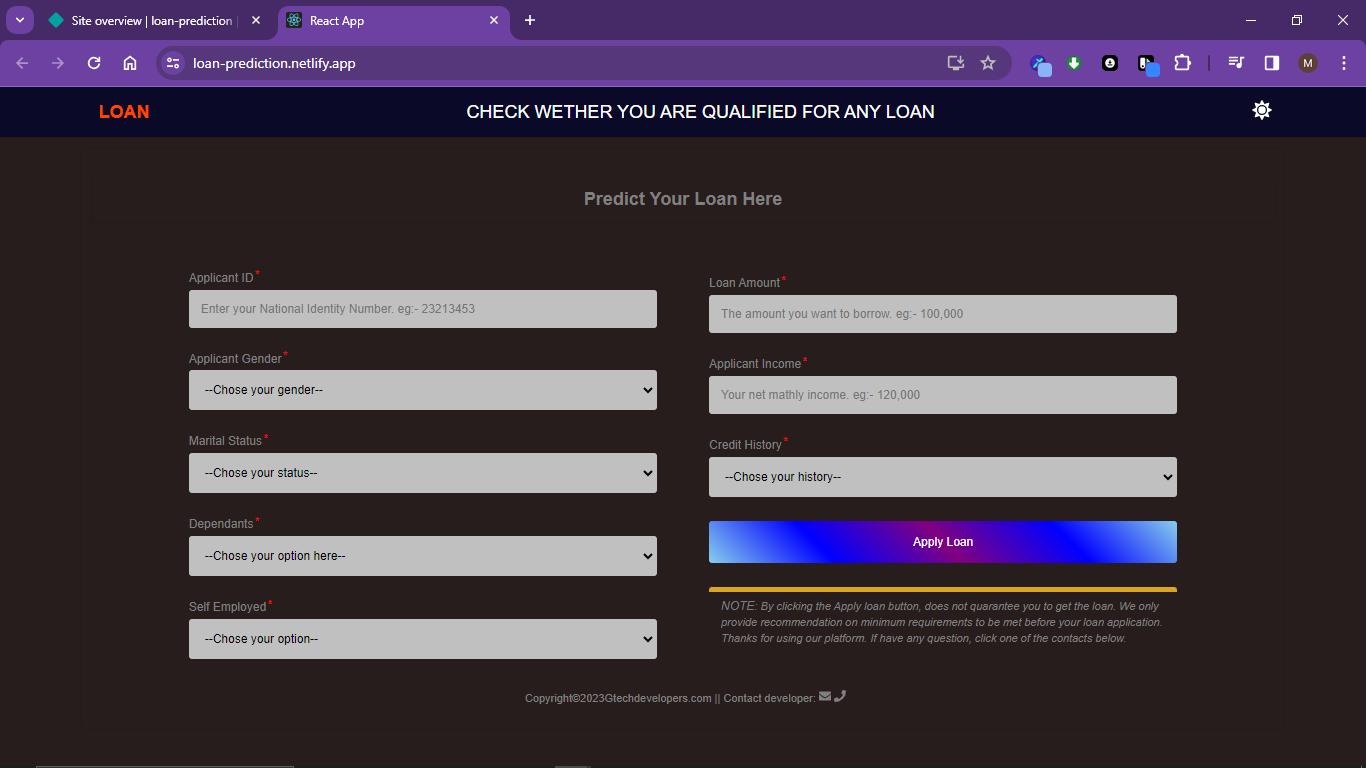 Site overview | loan-prediction
React App
loan-prediction.netlify.app
M
LOAN
CHECK WETHER YOU ARE QUALIFIED FOR ANY LOAN
Predict Your Loan Here
Applicant ID*
Enter your National Identity Number. eg:- 23213453
Applicant Gender*
--Chose your gender--
Marital Status*
--Chose your status--
Dependants*
--Chose your option here--
Self Employed*
--Chose your option--
Loan Amount*
The amount you want to borrow. eg:- 100,000
Applicant Income*
Your net mathly income. eg:- 120,000
Credit History*
--Chose your history--
Apply Loan
NOTE: By clicking the Apply loan button, does not quarantee you to get the loan. We only
provide recommendation on minimum requirements to be met before your loan application.
Thanks for using our platform. If have any question, click one of the contacts below.
Copyright©2023Gtechdevelopers.com || Contact developer: